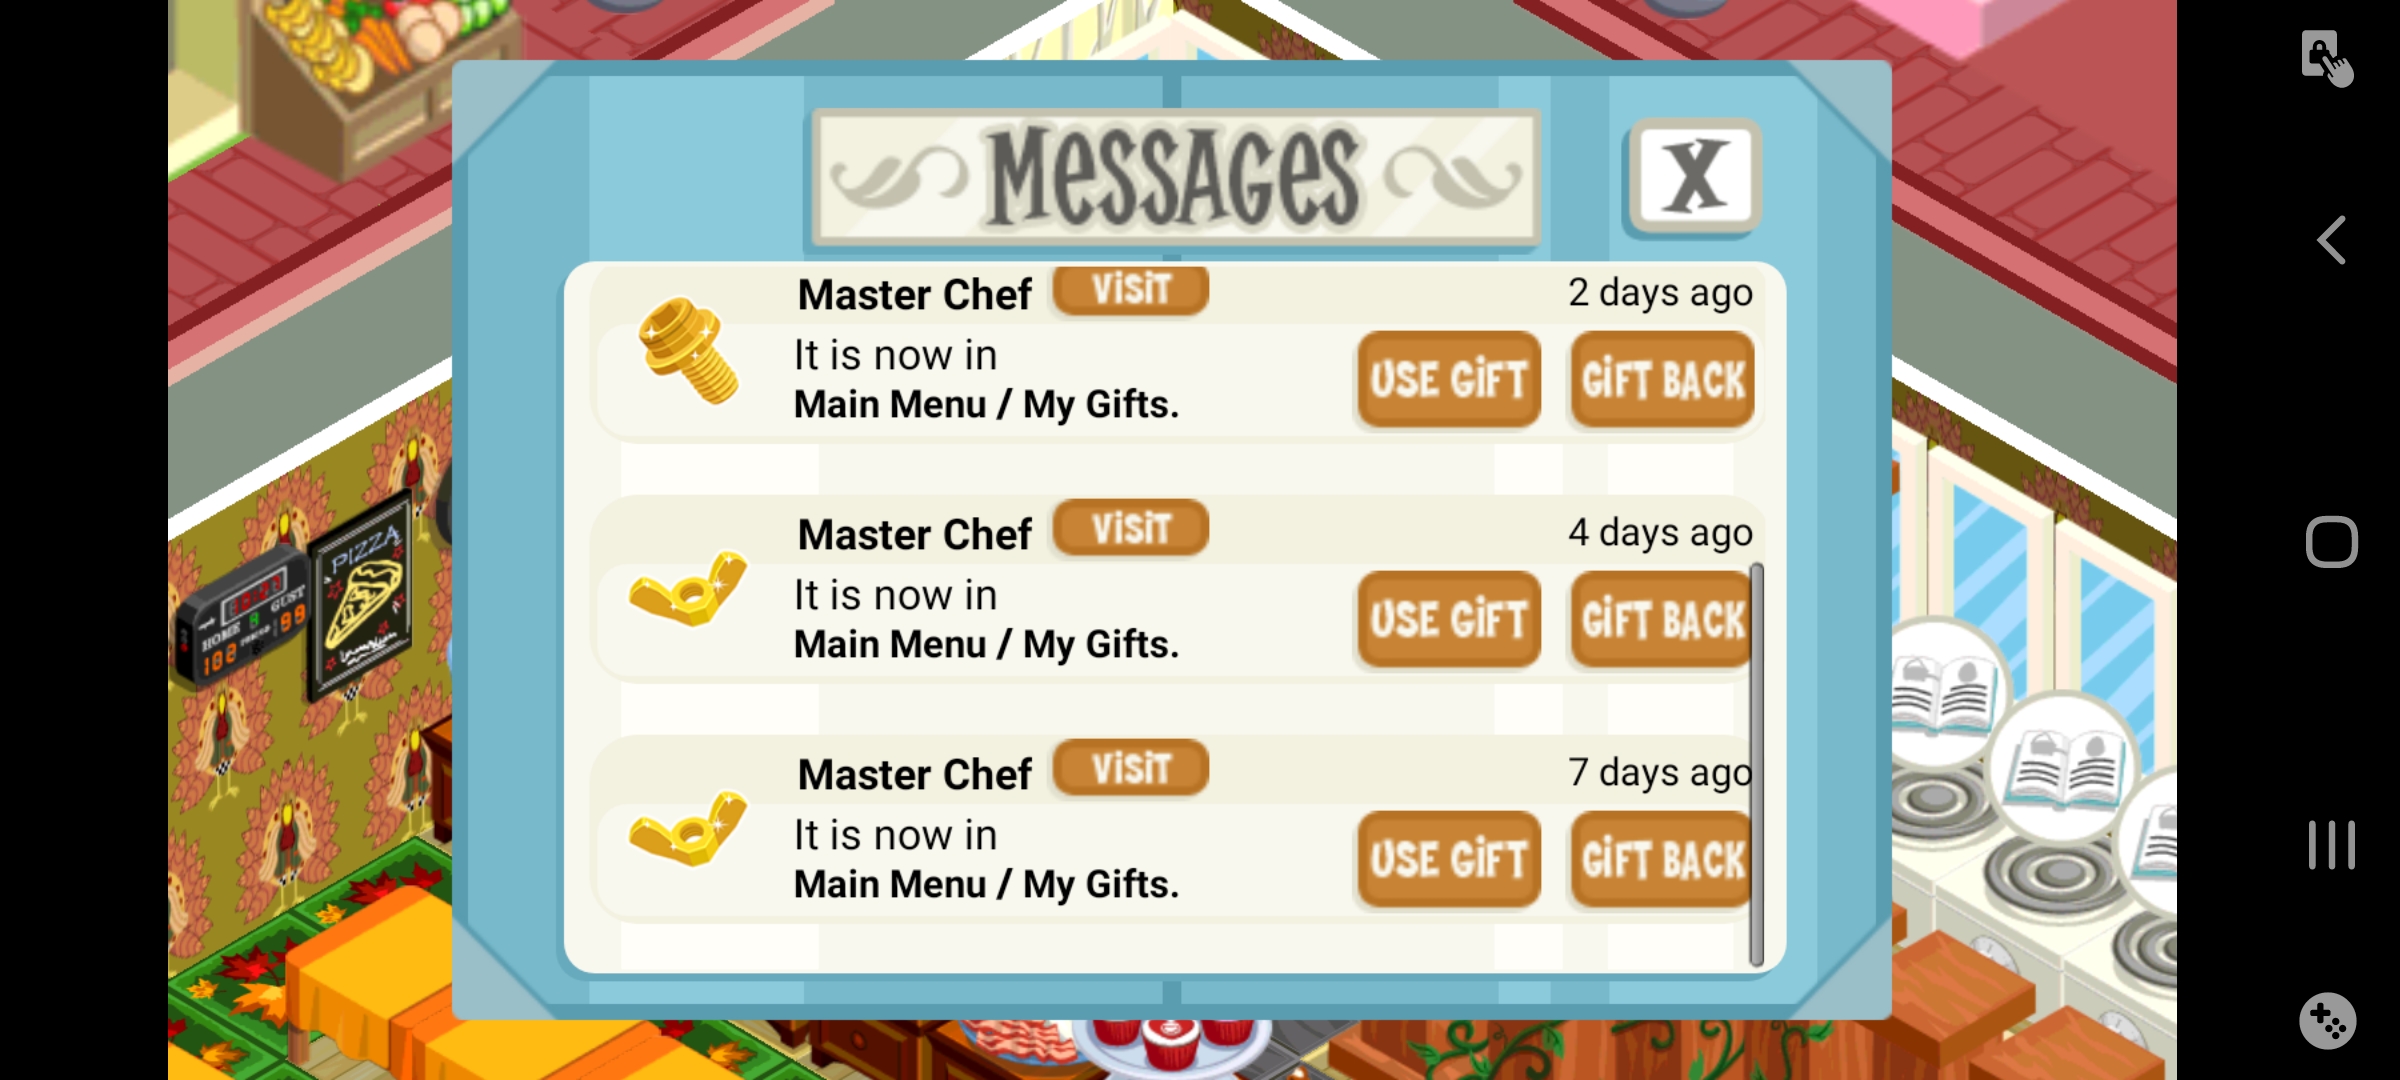 MESSAGES
X
Master Chef VISIT 2 days ago
It is now in
Main Menu / My Gifts.
USE GIFT GIFT BACK
Master Chef VISIT 4 days ago
It is now in
Main Menu / My Gifts.
USE GIFT GIFT BACK
Master Chef VISIT 7 days ago
It is now in
Main Menu / My Gifts.
USE GIFT GIFT BACK
PIZZA
HOME GUST
102 99